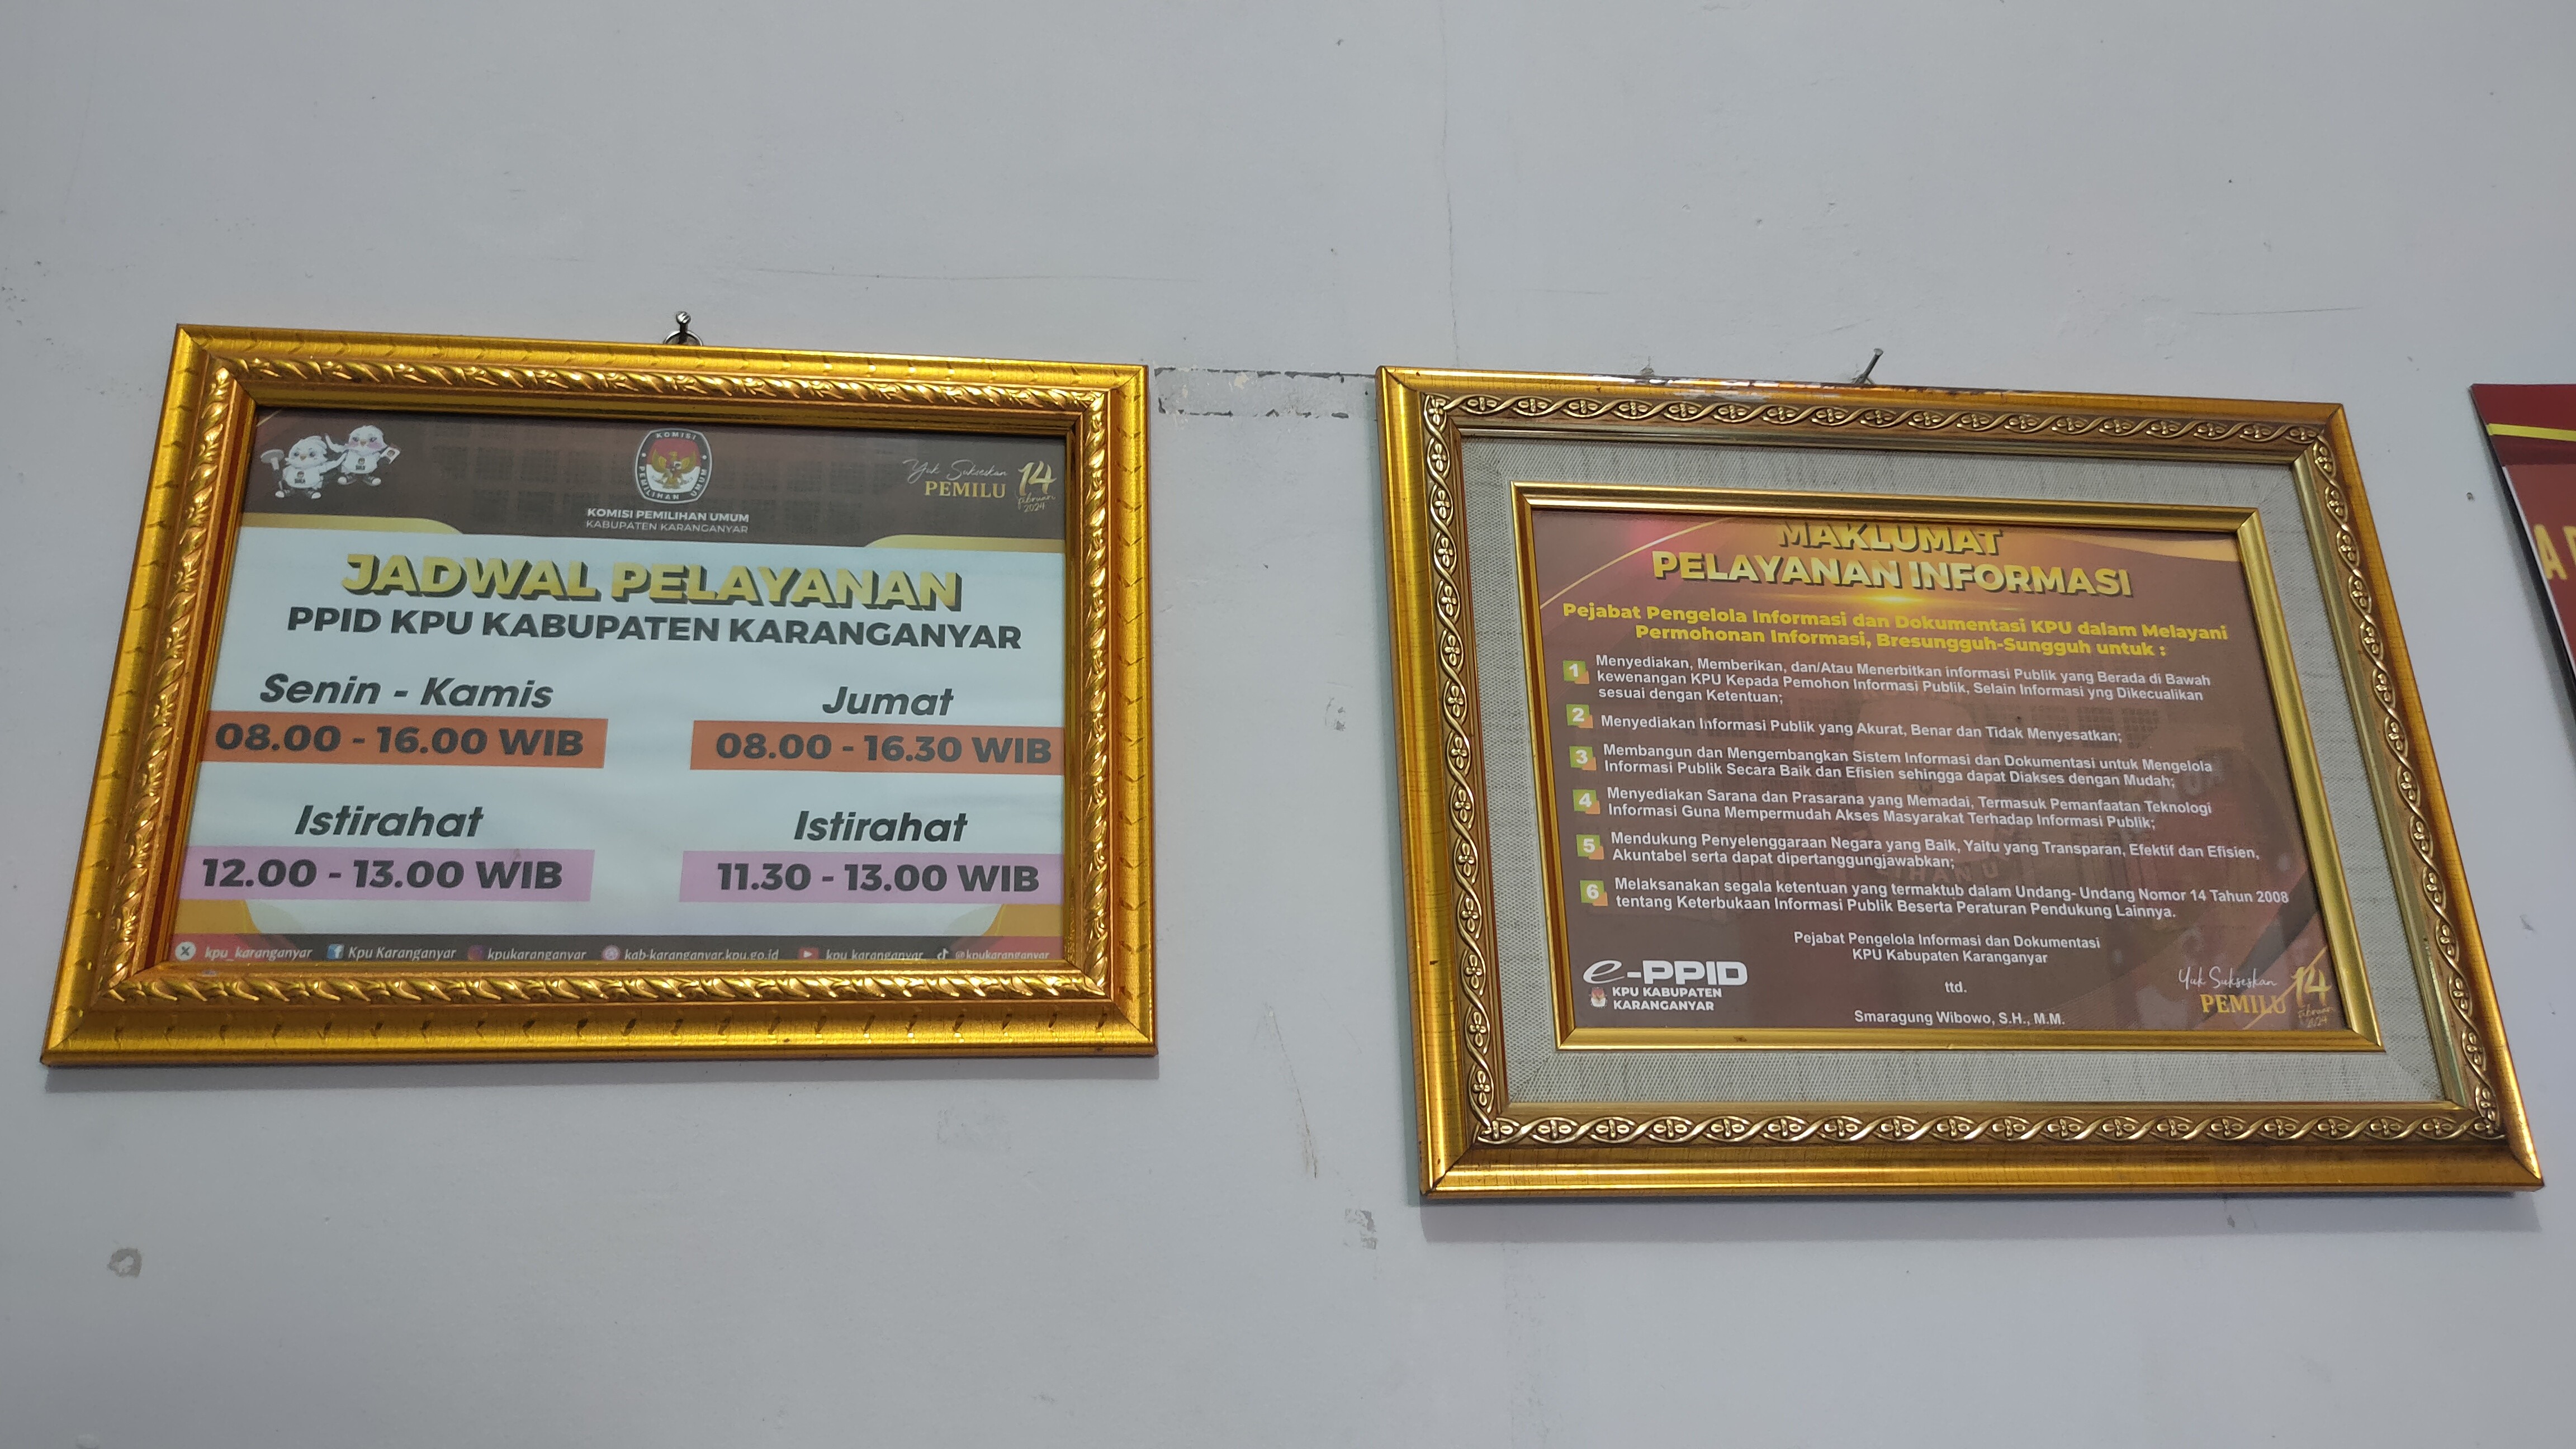 KOMISI
PEMILIHAN UMUM
KOMISI PEMILIHAN UMUM
KABUPATEN KARANGANYAR
Yuk Sukseskan
PEMILU 14
Februari
2024
JADWAL PELAYANAN
PPID KPU KABUPATEN KARANGANYAR
Senin - Kamis
08.00 - 16.00 WIB
Istirahat
12.00 - 13.00 WIB
Jumat
08.00 - 16.30 WIB
Istirahat
11.30 - 13.00 WIB
kpu_karanganyar Kpu Karanganyar kpukaranganyar kab-karanganyar.kpu.go.id kpu karanganyar @kpukaranganyar
MAKLUMAT
PELAYANAN INFORMASI
Pejabat Pengelola Informasi dan Dokumentasi KPU dalam Melayani
Permohonan Informasi, Bresungguh-Sungguh untuk :
1 Menyediakan, Memberikan, dan/Atau Menerbitkan informasi Publik yang Berada di Bawah
kewenangan KPU Kepada Pemohon Informasi Publik, Selain Informasi yng Dikecualikan
sesuai dengan Ketentuan;
2 Menyediakan Informasi Publik yang Akurat, Benar dan Tidak Menyesatkan;
3 Membangun dan Mengembangkan Sistem Informasi dan Dokumentasi untuk Mengelola
Informasi Publik Secara Baik dan Efisien sehingga dapat Diakses dengan Mudah;
4 Menyediakan Sarana dan Prasarana yang Memadai, Termasuk Pemanfaatan Teknologi
Informasi Guna Mempermudah Akses Masyarakat Terhadap Informasi Publik;
5 Mendukung Penyelenggaraan Negara yang Baik, Yaitu yang Transparan, Efektif dan Efisien,
Akuntabel serta dapat dipertanggungjawabkan;
6 Melaksanakan segala ketentuan yang termaktub dalam Undang- Undang Nomor 14 Tahun 2008
tentang Keterbukaan Informasi Publik Beserta Peraturan Pendukung Lainnya.
Pejabat Pengelola Informasi dan Dokumentasi
KPU Kabupaten Karanganyar
ttd.
Smaragung Wibowo, S.H., M.M.
e-PPID
KPU KABUPATEN
KARANGANYAR
Yuk Sukseskan
PEMILU 14
Februari
2024